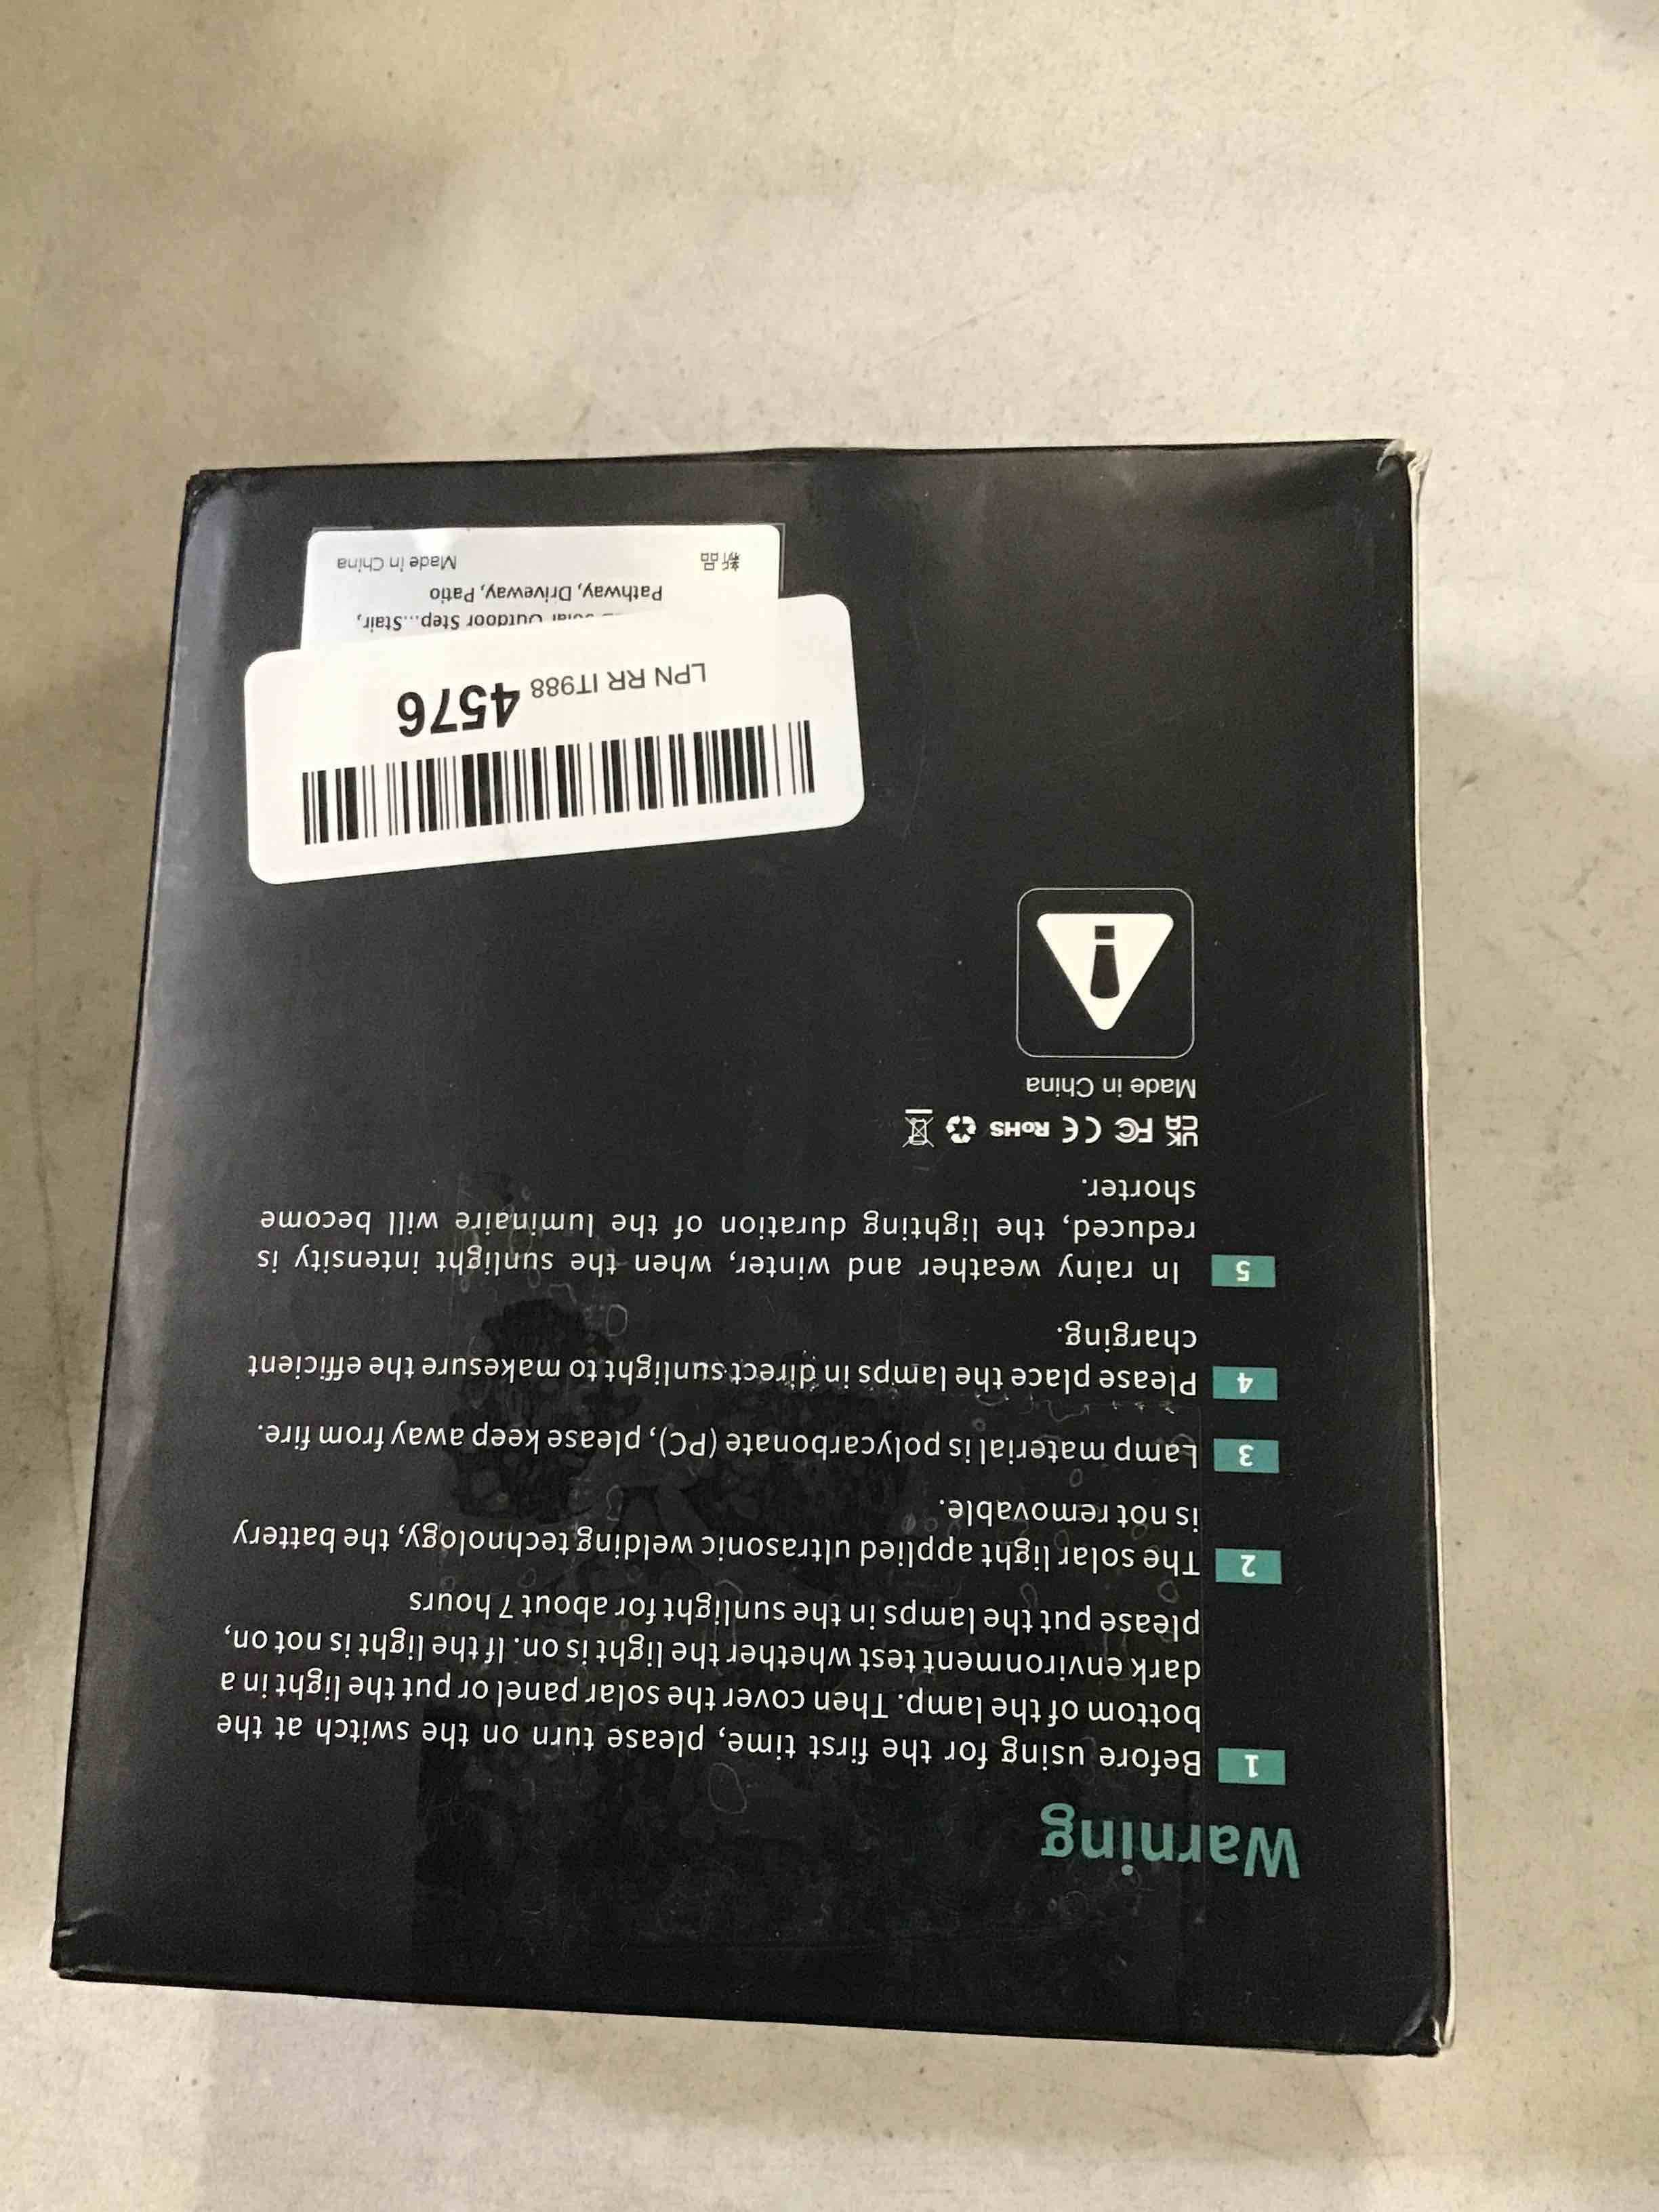 Warning
1 Before using for the first time, please turn on the switch at the
bottom of the lamp. Then cover the solar panel or put the light in a
dark environment test whether the light is on. If the light is not on,
please put the lamps in the sunlight for about 7 hours
2 The solar light applied ultrasonic welding technology, the battery
is not removable.
3 Lamp material is polycarbonate (PC), please keep away from fire.
4 Please place the lamps in direct sunlight to makesure the efficient
charging.
5 In rainy weather and winter, when the sunlight intensity is
reduced, the lighting duration of the luminaire will become
shorter.
UK CA FC CE RoHS
Made in China
LPN RR IT988 4576
Outdoor Step...Stair,
Pathway, Driveway, Patio
新品 Made in China